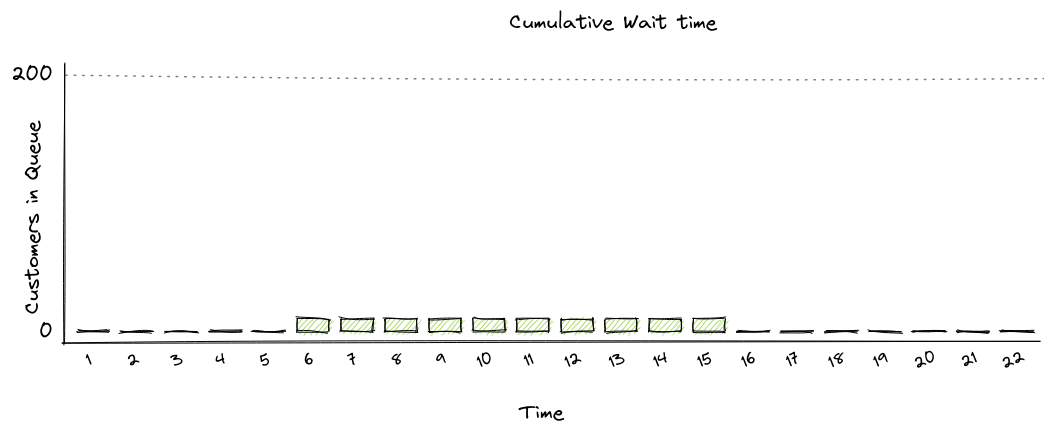 Cumulative Wait time
200
Customers in Queue
0
1 2 3 4 5 6 7 8 9 10 11 12 13 14 15 16 17 18 19 20 21 22
Time